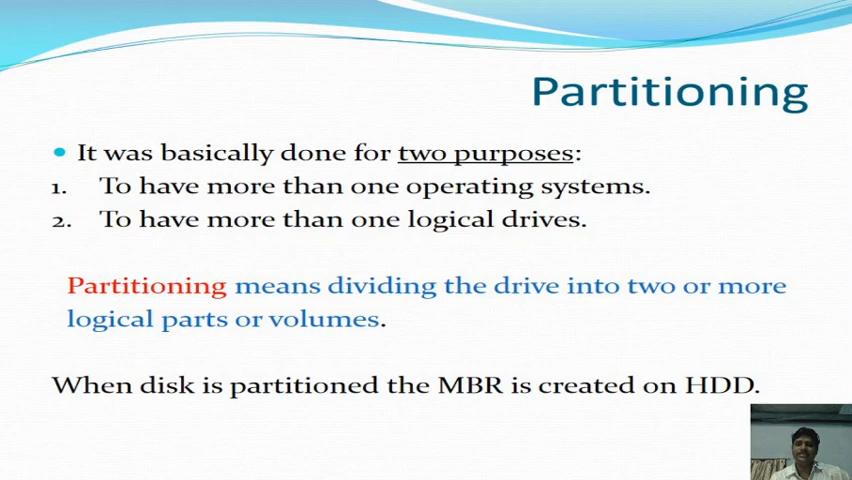 Partitioning
It was basically done for two purposes:
1. To have more than one operating systems.
2. To have more than one logical drives.
Partitioning means dividing the drive into two or more
logical parts or volumes.
When disk is partitioned the MBR is created on HDD.